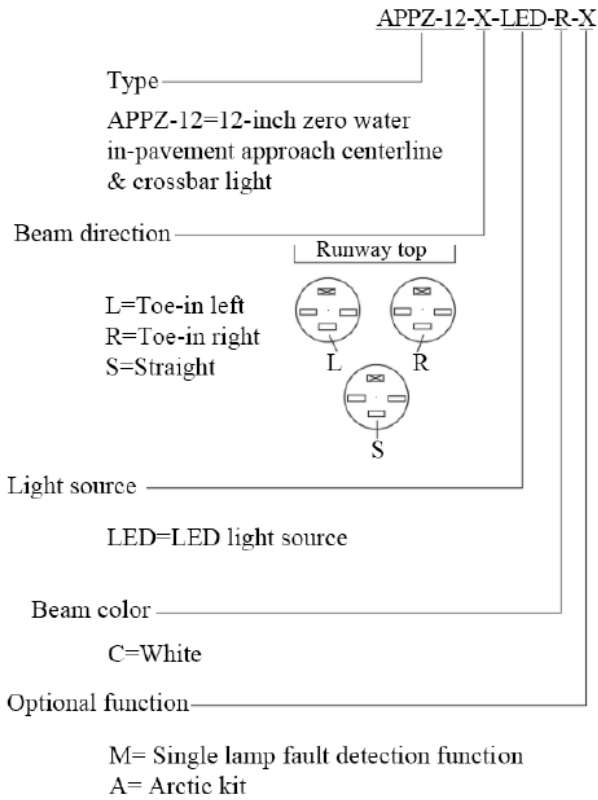 APPZ-12-X-LED-R-X
Type
APPZ-12=12-inch zero water
in-pavement approach centerline
& crossbar light
Beam direction
Runway top
L=Toe-in left
R=Toe-in right
S=Straight
L
R
S
Light source
LED=LED light source
Beam color
C=White
Optional function
M= Single lamp fault detection function
A= Arctic kit